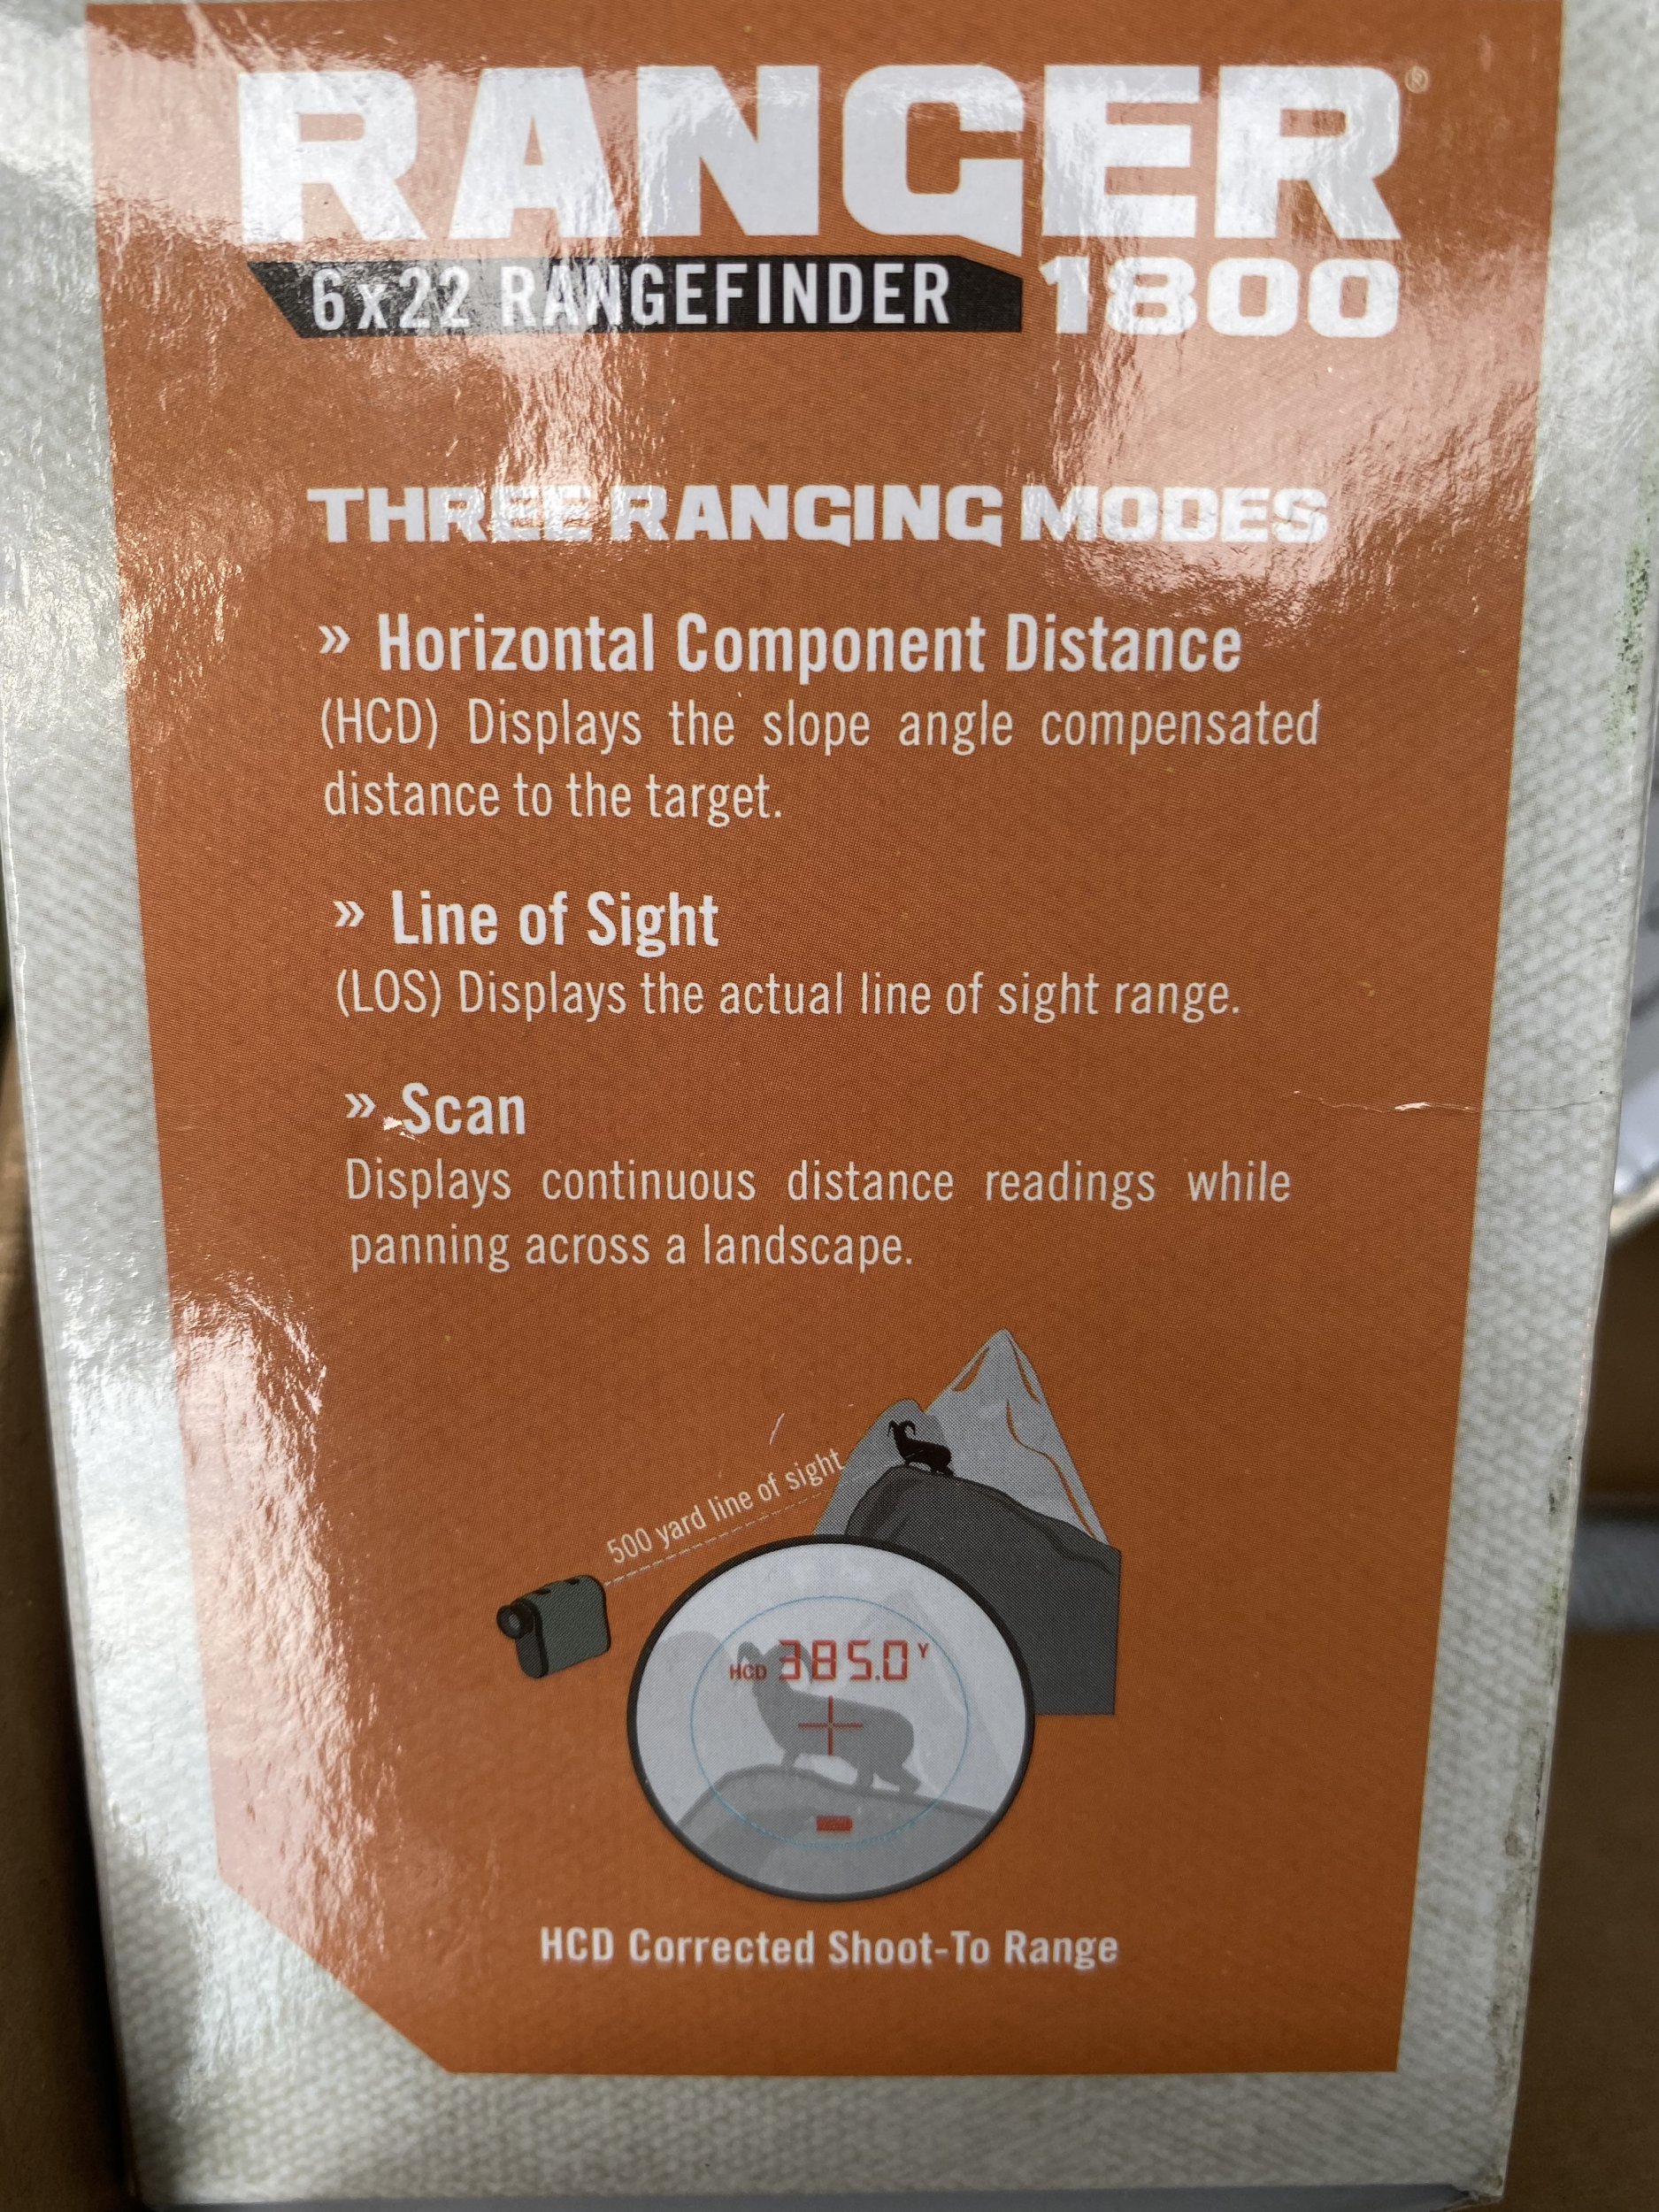 RANGER®
6x22 RANGEFINDER 1800
THREE RANGING MODES
» Horizontal Component Distance
(HCD) Displays the slope angle compensated
distance to the target.
» Line of Sight
(LOS) Displays the actual line of sight range.
» Scan
Displays continuous distance readings while
panning across a landscape.
500 yard line of sight
HCD 385.0 Y
HCD Corrected Shoot-To Range